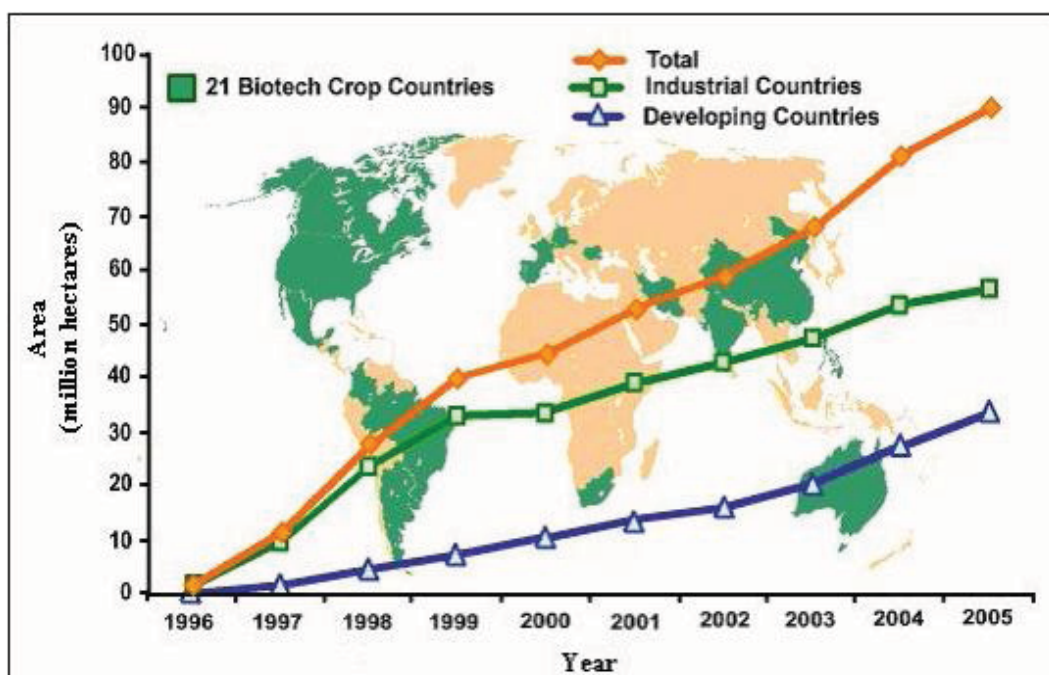 100
90
80
70
60
50
40
30
20
10
0
Area
(million hectares)
21 Biotech Crop Countries
Total
Industrial Countries
Developing Countries
1996 1997 1998 1999 2000 2001 2002 2003 2004 2005
Year